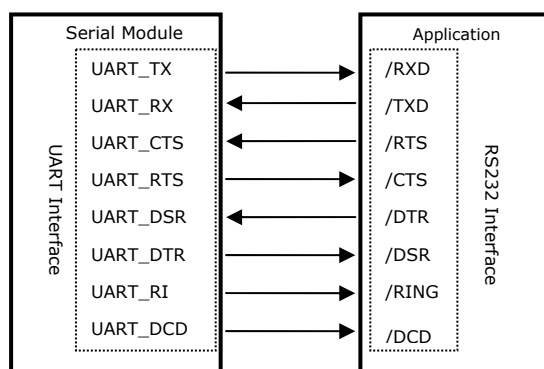 Serial Module
UART Interface
UART_TX
UART_RX
UART_CTS
UART_RTS
UART_DSR
UART_DTR
UART_RI
UART_DCD
Application
/RXD
/TXD
/RTS
/CTS
/DTR
/DSR
/RING
/DCD
RS232 Interface